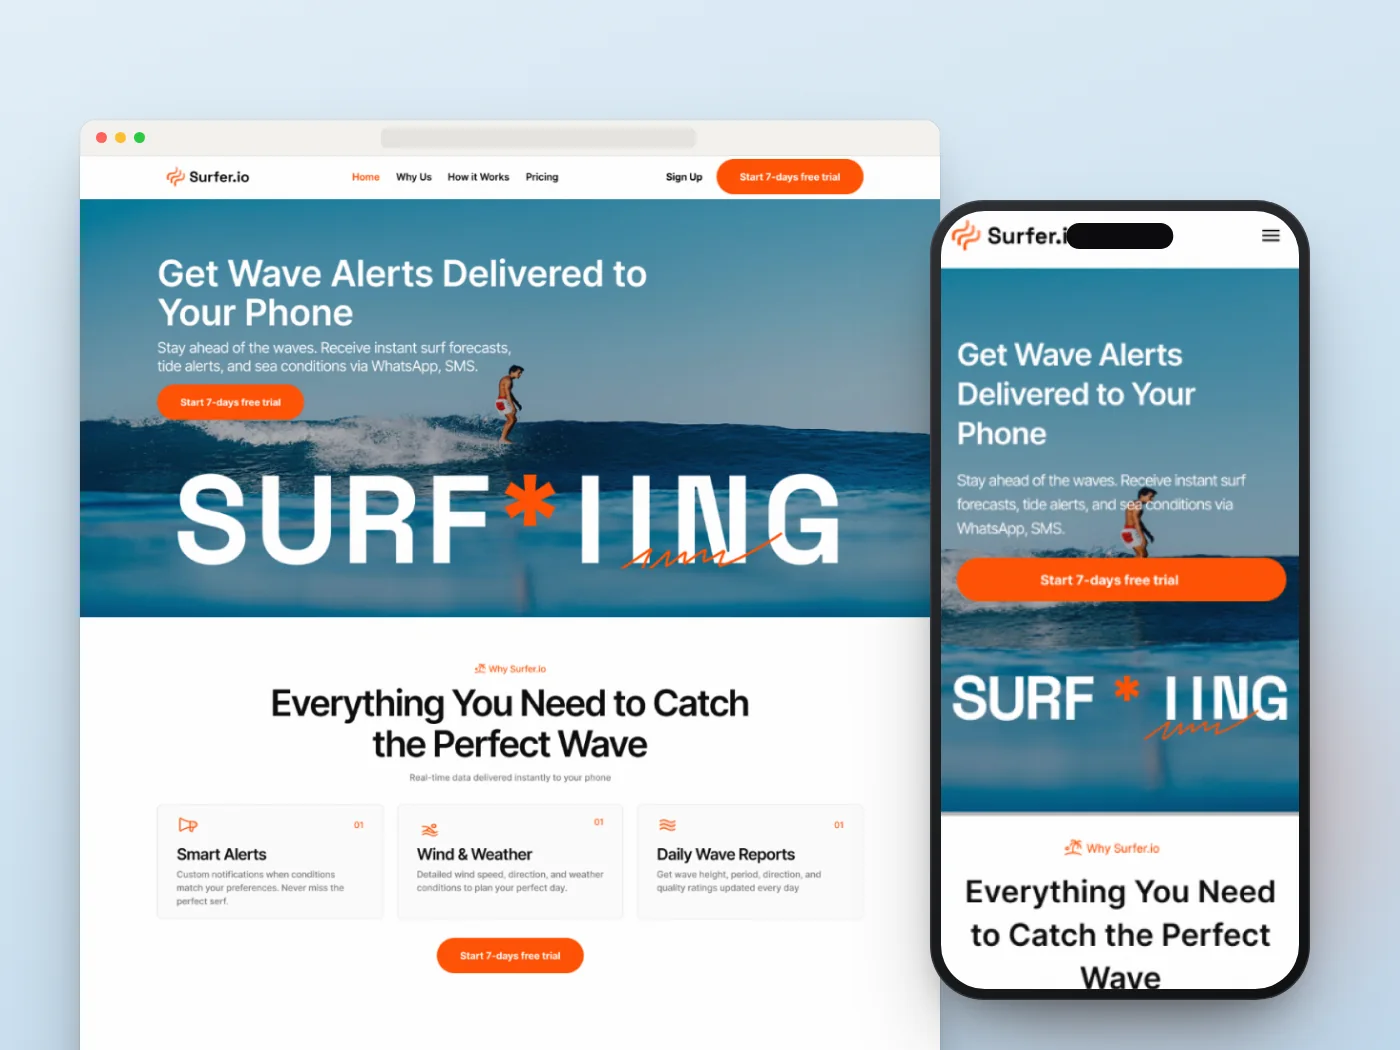 Surfer.io
Home Why Us How it Works Pricing
Sign Up
Start 7-days free trial
Get Wave Alerts Delivered to
Your Phone
Stay ahead of the waves. Receive instant surf forecasts,
tide alerts, and sea conditions via WhatsApp, SMS.
Start 7-days free trial
SURF*IING
Why Surfer.io
Everything You Need to Catch
the Perfect Wave
Real-time data delivered instantly to your phone
01
Smart Alerts
Custom notifications when conditions
match your preferences. Never miss the
perfect serf.
01
Wind & Weather
Detailed wind speed, direction, and weather
conditions to plan your perfect day.
01
Daily Wave Reports
Get wave height, period, direction, and
quality ratings updated every day
Start 7-days free trial
Surfer.i
Get Wave Alerts
Delivered to Your
Phone
Stay ahead of the waves. Receive instant surf
forecasts, tide alerts, and sea conditions via
WhatsApp, SMS.
Start 7-days free trial
SURF * IING
Why Surfer.io
Everything You Need
to Catch the Perfect
Wave